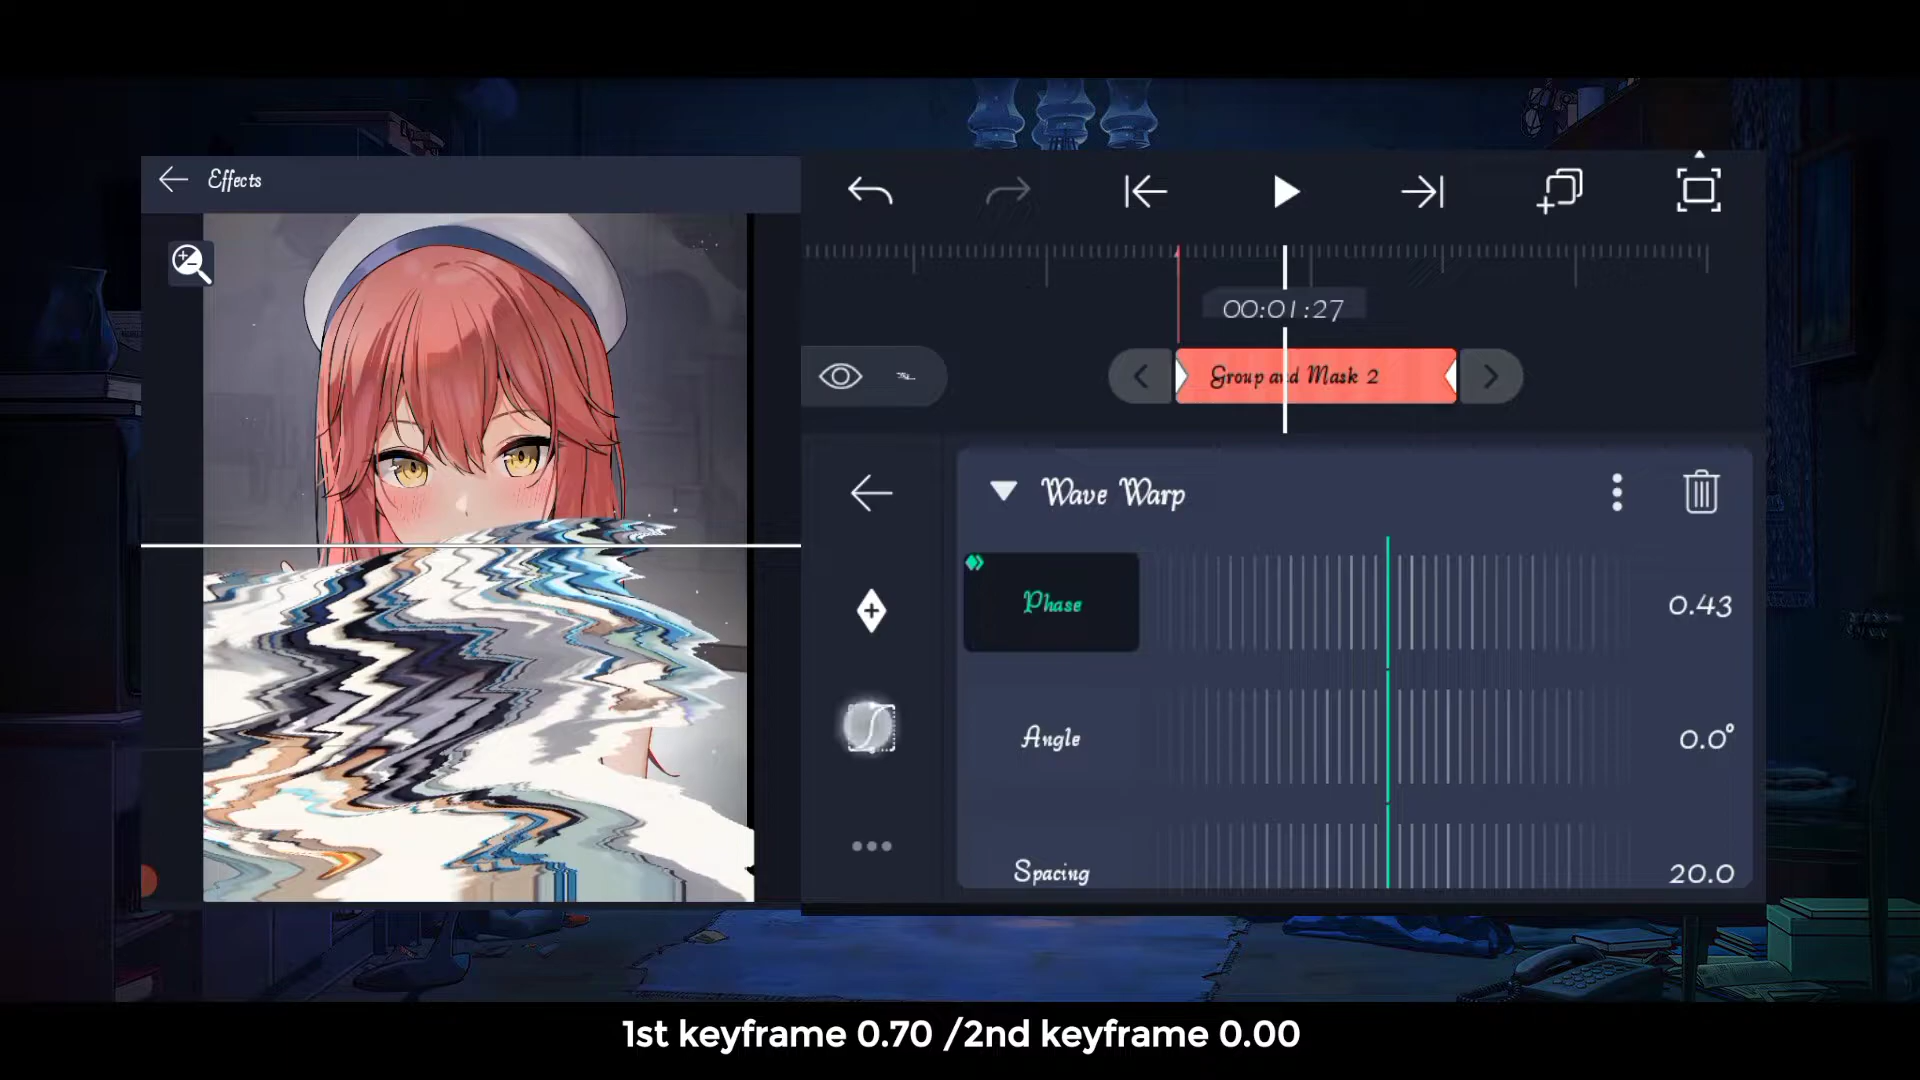 Effects
00:01:27
Group and Mask 2
Wave Warp
Phase
0.43
Angle
0.0°
Spacing
20.0
1st keyframe 0.70 /2nd keyframe 0.00